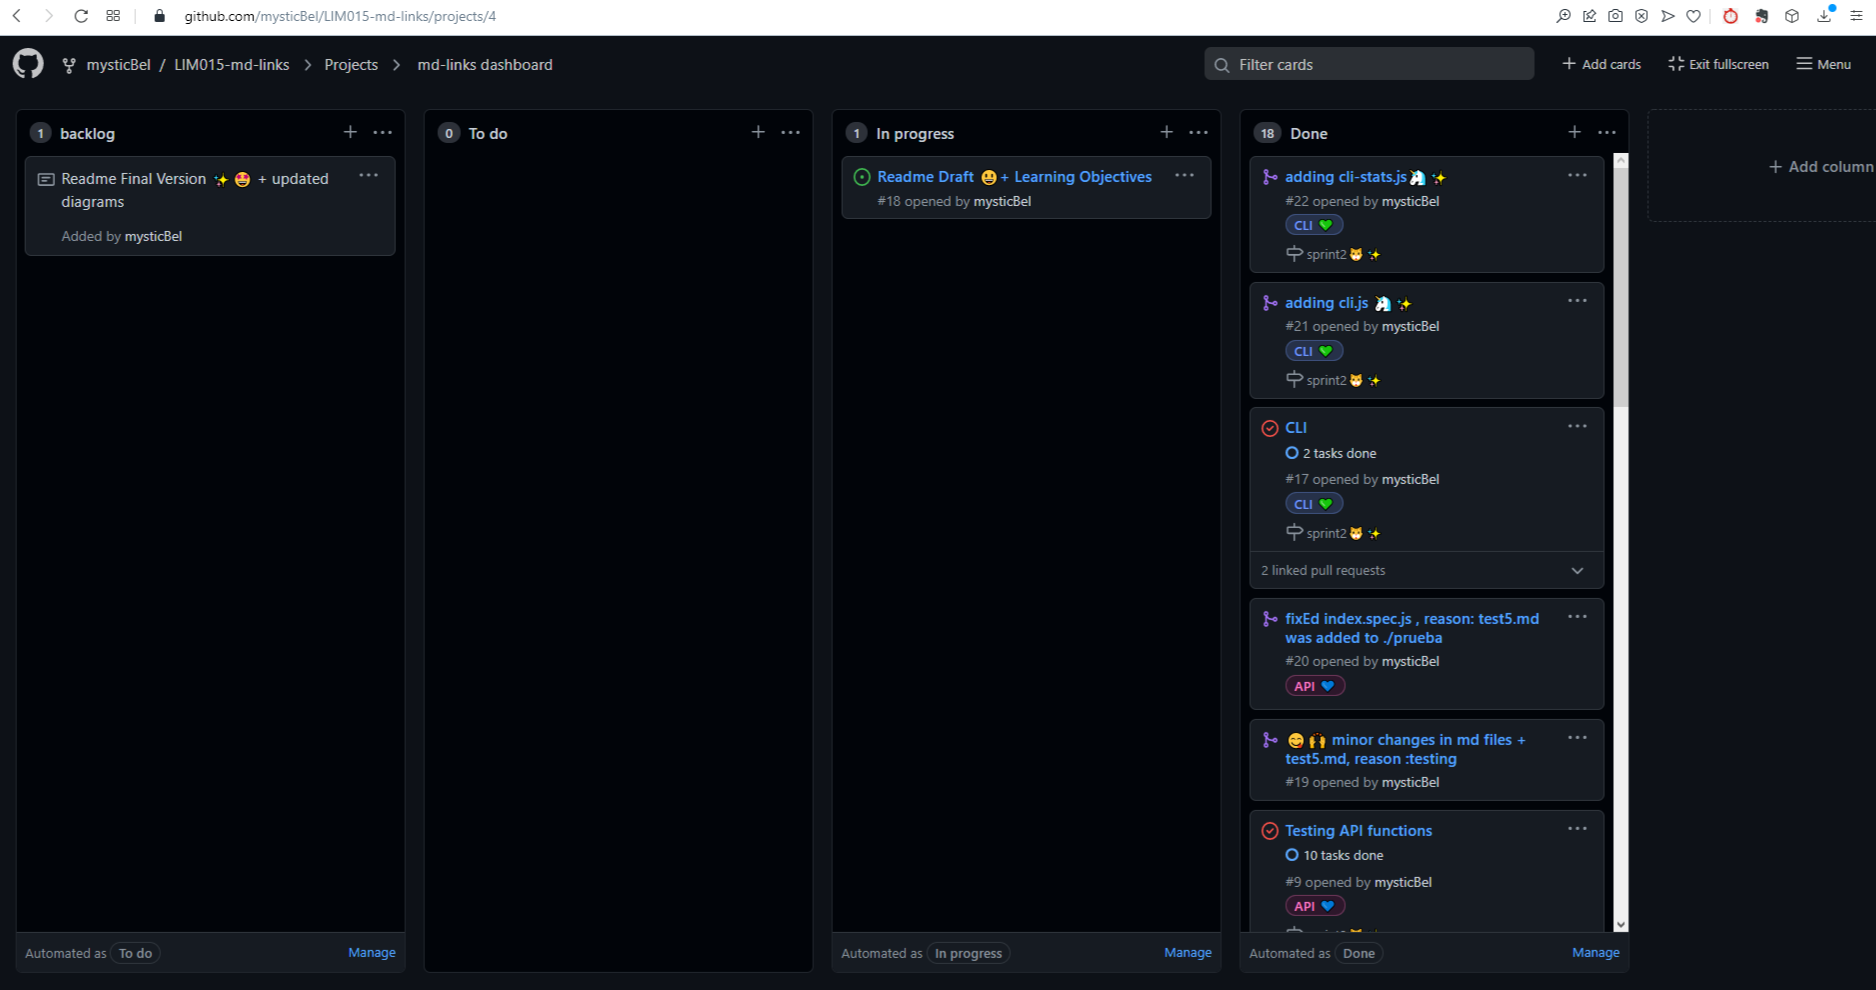 github.com/mysticBel/LIM015-md-links/projects/4
mysticBel / LIM015-md-links > Projects > md-links dashboard
Filter cards
+ Add cards
Exit fullscreen
Menu
1 backlog
Readme Final Version ✨ 🤩 + updated
diagrams
Added by mysticBel
Automated as To do
Manage
0 To do
1 In progress
Readme Draft 😃 + Learning Objectives
#18 opened by mysticBel
Automated as In progress
Manage
18 Done
adding cli-stats.js🦄 ✨
#22 opened by mysticBel
CLI 💚
sprint2🐯 ✨
adding cli.js 🦄 ✨
#21 opened by mysticBel
CLI 💚
sprint2🐯 ✨
CLI
2 tasks done
#17 opened by mysticBel
CLI 💚
sprint2🐯 ✨
2 linked pull requests
fixEd index.spec.js , reason: test5.md
was added to ./prueba
#20 opened by mysticBel
API 💙
😋 🙌 minor changes in md files +
test5.md, reason :testing
#19 opened by mysticBel
Testing API functions
10 tasks done
#9 opened by mysticBel
API 💙
Automated as Done
Manage
+ Add column